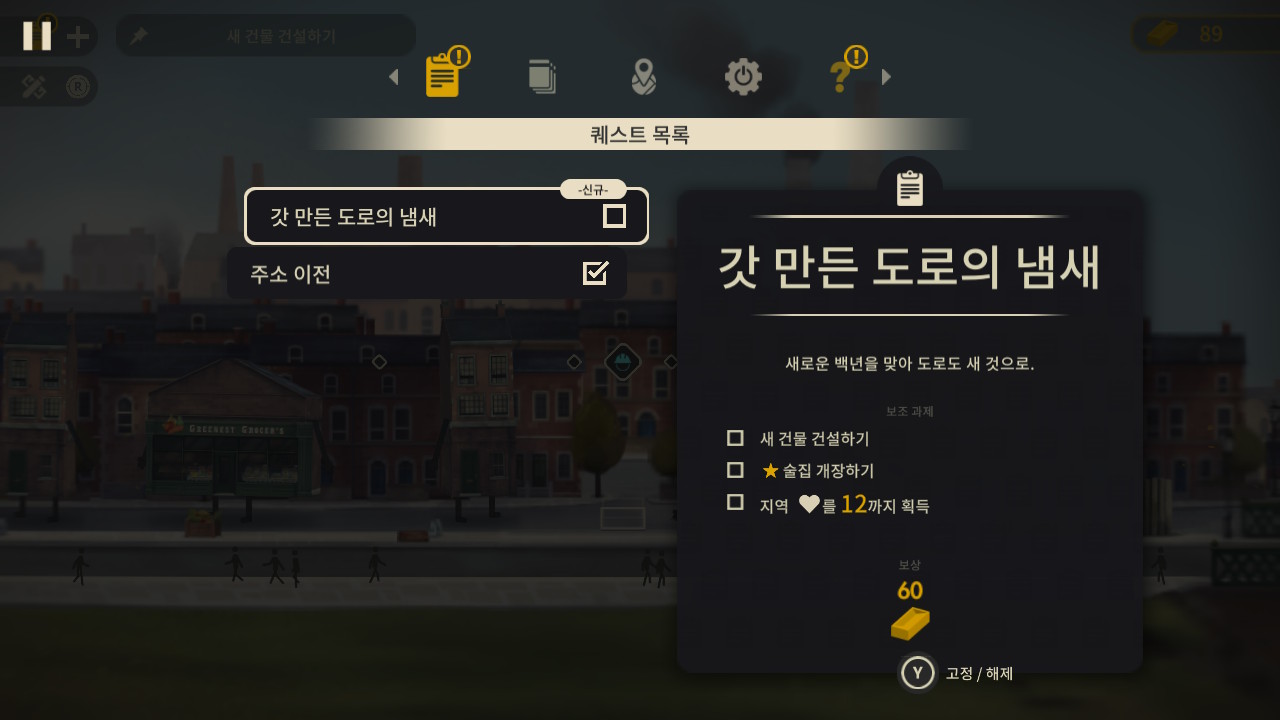 새 건물 건설하기
89
R
퀘스트 목록
-신규-
갓 만든 도로의 냄새
주소 이전
갓 만든 도로의 냄새
새로운 백년을 맞아 도로도 새 것으로.
보조 과제
새 건물 건설하기
술집 개장하기
지역 를 12까지 획득
보상
60
Y 고정 / 해제
GREENEST GROCER'S